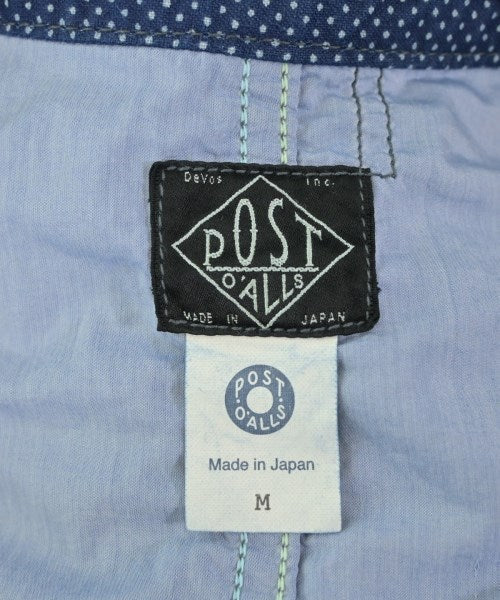 DeVos Inc.
POST
O'ALLS
MADE IN JAPAN
POST
O'ALLS
Made in Japan
M